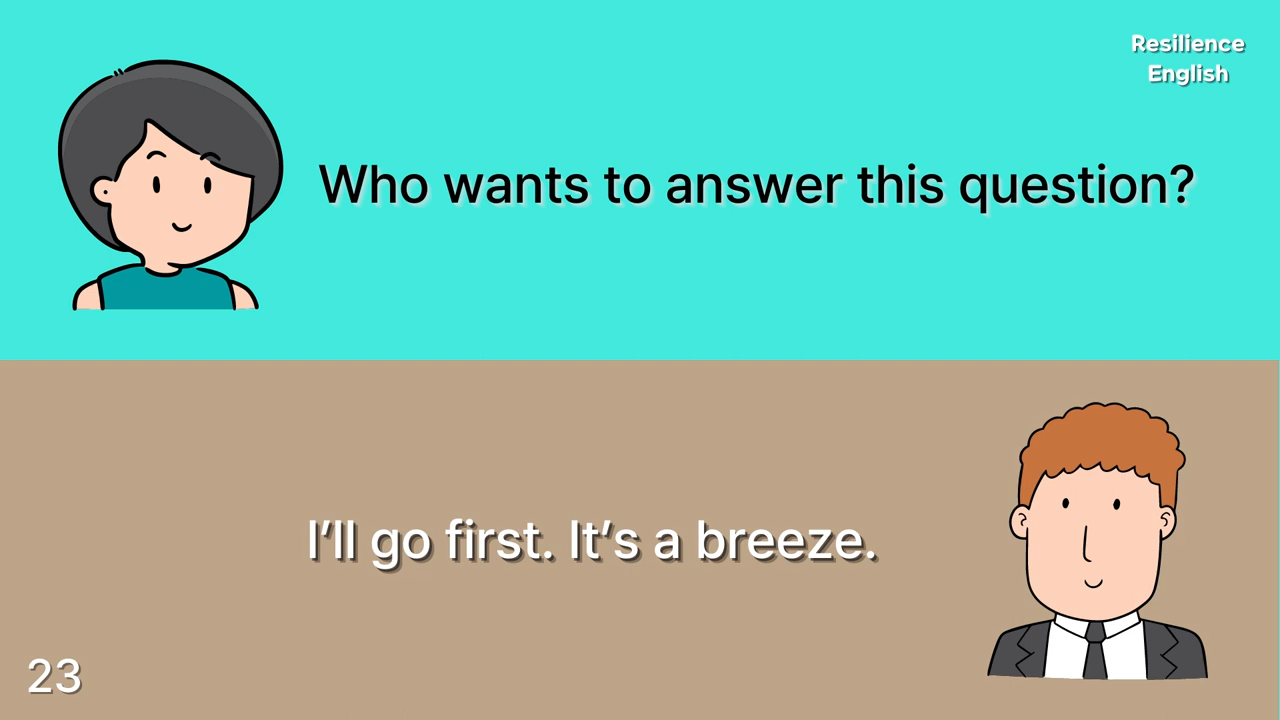 Resilience
English
Who wants to answer this question?
I’ll go first. It’s a breeze.
23